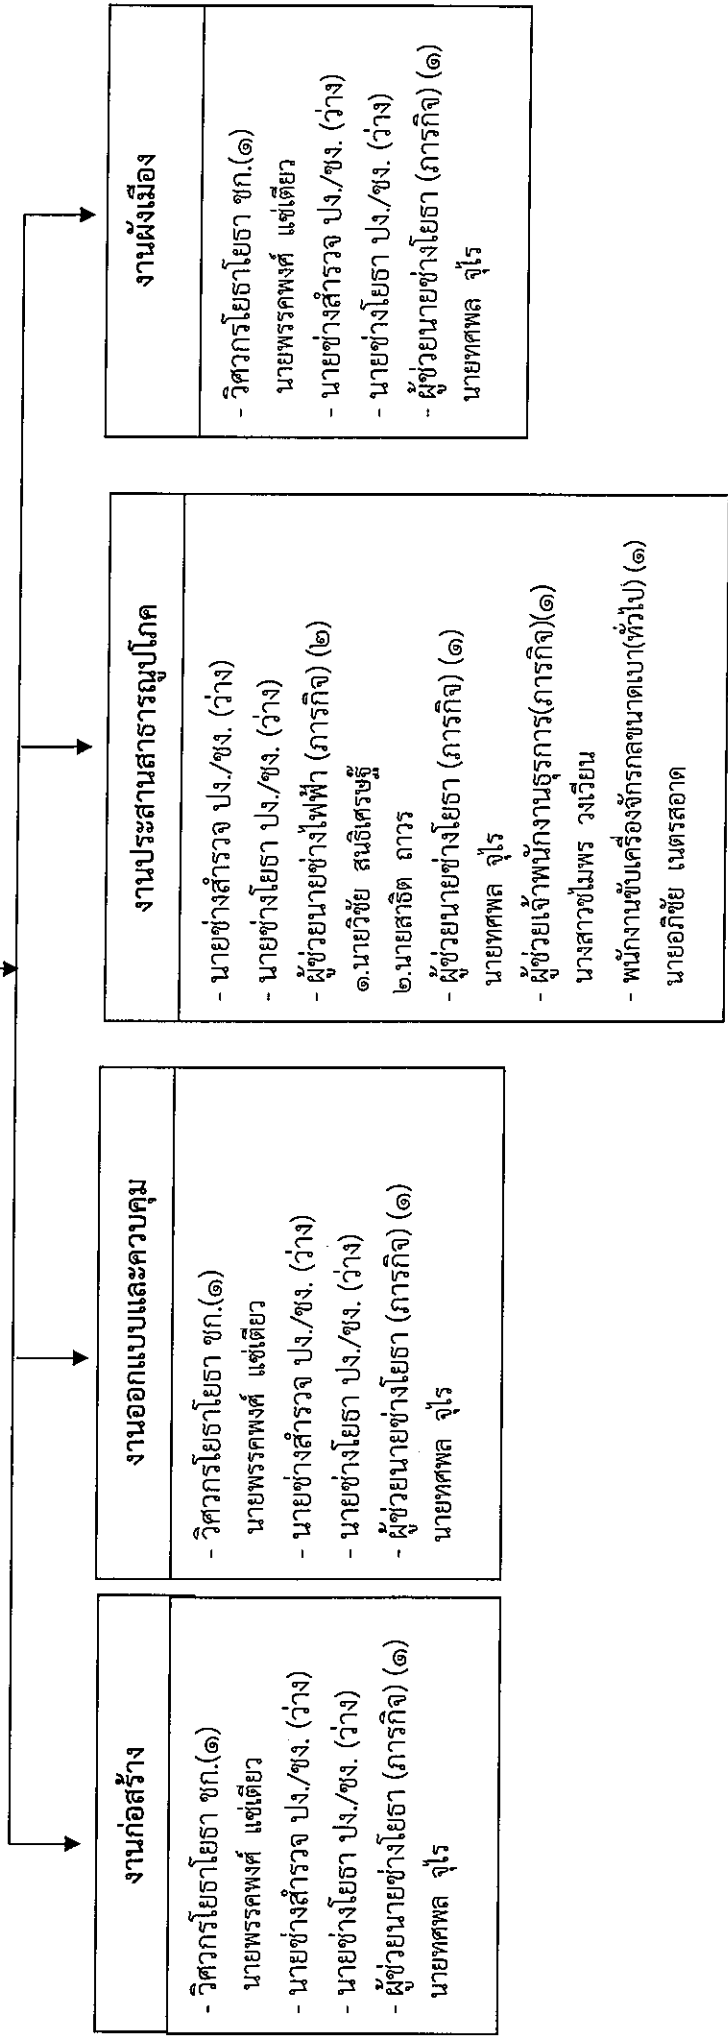 งานก่อสร้าง
- วิศวกรโยธาโยธา ชก.(๑)
นายพรรคพงศ์ แซ่เตียว
- นายช่างสำรวจ ปง./ชง. (ว่าง)
- นายช่างโยธา ปง./ชง. (ว่าง)
- ผู้ช่วยนายช่างโยธา (ภารกิจ) (๑)
นายทศพล จุไร
งานออกแบบและควบคุม
- วิศวกรโยธาโยธา ชก.(๑)
นายพรรคพงศ์ แซ่เตียว
- นายช่างสำรวจ ปง./ชง. (ว่าง)
- นายช่างโยธา ปง./ชง. (ว่าง)
- ผู้ช่วยนายช่างโยธา (ภารกิจ) (๑)
นายทศพล จุไร
งานประสานสาธารณูปโภค
- นายช่างสำรวจ ปง./ชง. (ว่าง)
- นายช่างโยธา ปง./ชง. (ว่าง)
- ผู้ช่วยนายช่างไฟฟ้า (ภารกิจ) (๒)
๑.นายวิชัย สนธิเศรษฐี
๒.นายสาธิต ถาวร
- ผู้ช่วยนายช่างโยธา (ภารกิจ) (๑)
นายทศพล จุไร
- ผู้ช่วยเจ้าพนักงานธุรการ(ภารกิจ)(๑)
นางสาวชไมพร วงเวียน
- พนักงานขับเครื่องจักรกลขนาดเบา(ทั่วไป) (๑)
นายอภิชัย เนตรสอาด
งานผังเมือง
- วิศวกรโยธาโยธา ชก.(๑)
นายพรรคพงศ์ แซ่เตียว
- นายช่างสำรวจ ปง./ชง. (ว่าง)
- นายช่างโยธา ปง./ชง. (ว่าง)
- ผู้ช่วยนายช่างโยธา (ภารกิจ) (๑)
นายทศพล จุไร